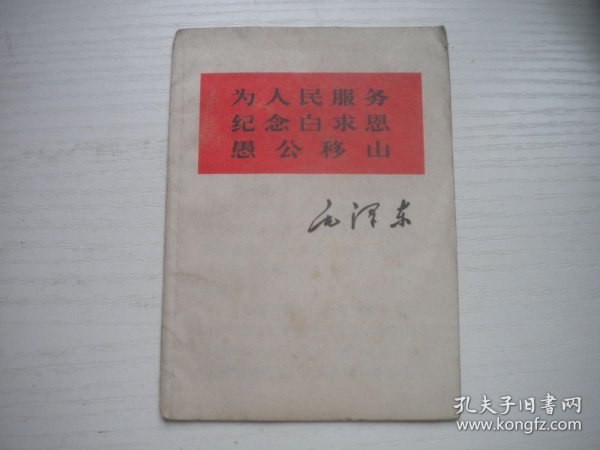 为人民服务
纪念白求恩
愚公移山
毛泽东
孔夫子旧书网
www.kongfz.com